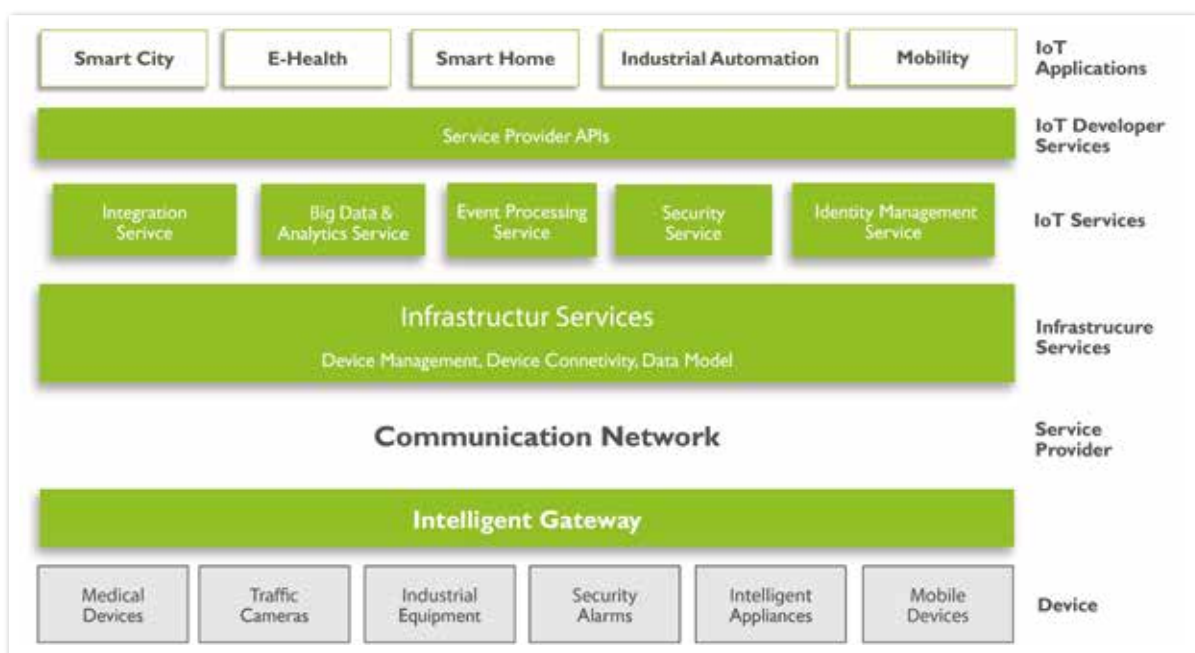 Smart City
E-Health
Smart Home
Industrial Automation
Mobility
IoT
Applications
Service Provider APIs
IoT Developer
Services
Integration
Serivce
Big Data &
Analytics Service
Event Processing
Service
Security
Service
Identity Management
Service
IoT Services
Infrastructur Services
Device Management, Device Connetivity, Data Model
Infrastrucure
Services
Communication Network
Service
Provider
Intelligent Gateway
Medical
Devices
Traffic
Cameras
Industrial
Equipment
Security
Alarms
Intelligent
Appliances
Mobile
Devices
Device